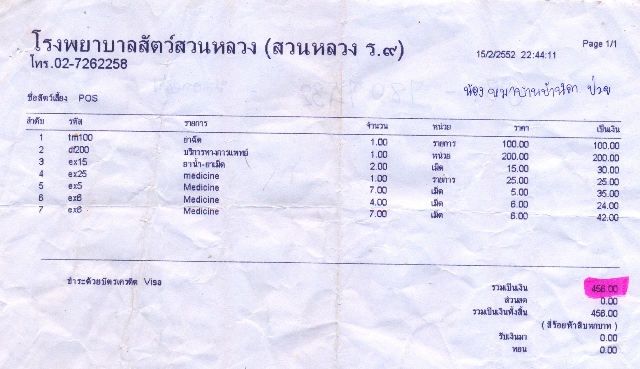 โรงพยาบาลสัตว์สวนหลวง (สวนหลวง ร.๙)
Page 1/1
โทร.02-7262258
15/2/2552 22:44:11
ชื่อสัตว์เลี้ยง POS
น้อง ป่วย
ลำดับ รหัส รายการ จำนวน หน่วย ราคา เป็นเงิน
1 tm100 ยาฉีด 1.00 รายการ 100.00 100.00
2 df200 บริการทางการแพทย์ 1.00 หน่วย 200.00 200.00
3 ex15 ยาน้ำ-ยาเม็ด 2.00 เม็ด 15.00 30.00
4 ex25 medicine 1.00 รายการ 25.00 25.00
5 ex5 Medicine 7.00 เม็ด 5.00 35.00
6 ex6 Medicine 4.00 เม็ด 6.00 24.00
7 ex6 Medicine 7.00 เม็ด 6.00 42.00
ชำระด้วยบัตรเครดิต Visa
รวมเป็นเงิน 456.00
ส่วนลด 0.00
รวมเป็นเงินทั้งสิ้น 456.00
(สี่ร้อยห้าสิบหกบาท)
รับเงินมา 0.00
ทอน 0.00